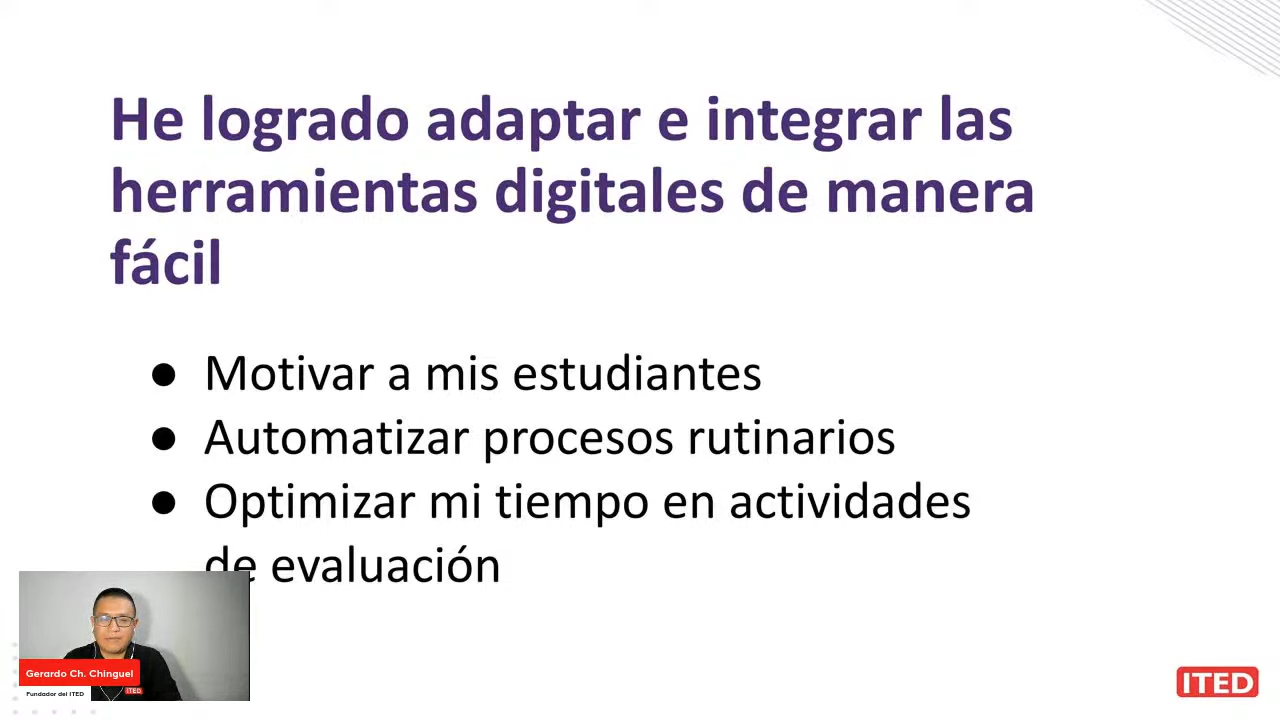 He logrado adaptar e integrar las
herramientas digitales de manera
fácil
● Motivar a mis estudiantes
● Automatizar procesos rutinarios
● Optimizar mi tiempo en actividades
de evaluación
Gerardo Ch. Chinguel
Fundador del ITED
ITED
ITED